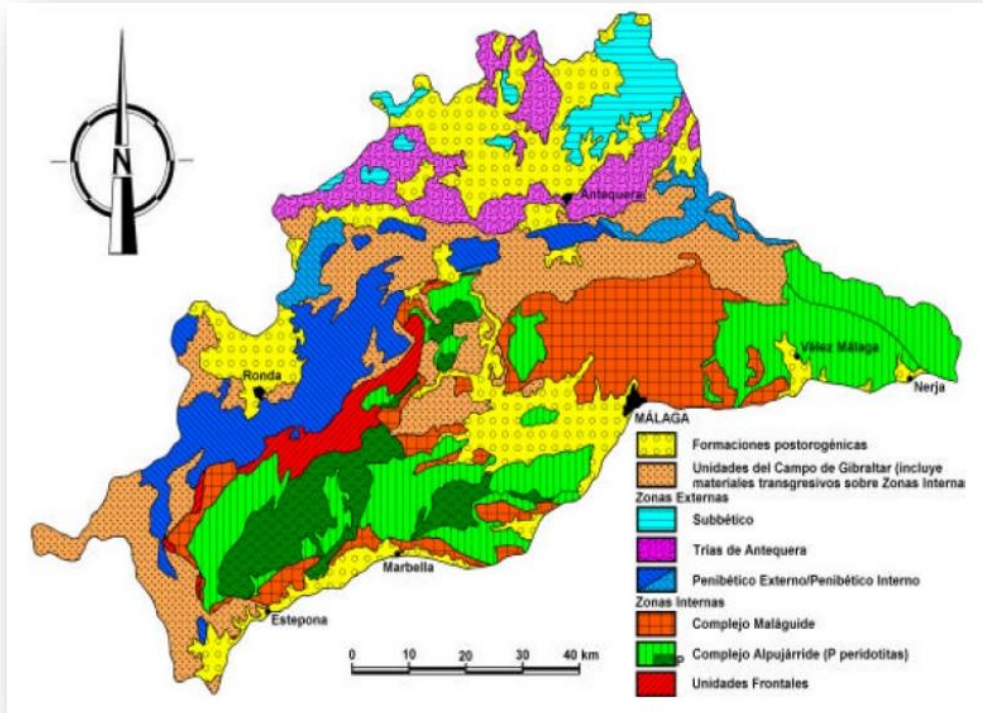 N
Antequera
Ronda
Vélez Málaga
Nerja
MÁLAGA
Marbella
Estepona
0 10 20 30 40 km
Formaciones postorogénicas
Unidades del Campo de Gibraltar (incluye
materiales transgresivos sobre Zonas Interna
Zonas Externas
Subbético
Trías de Antequera
Penibético Externo/Penibético Interno
Zonas Internas
Complejo Maláguide
Complejo Alpujárride (P peridotitas)
Unidades Frontales